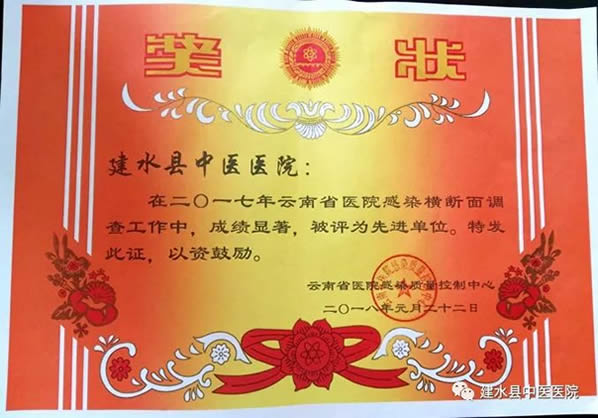 奖 状
建水县中医医院：
在二〇一七年云南省医院感染横断面调
查工作中，成绩显著，被评为先进单位。特发
此证，以资鼓励。
云南省医院感染质量控制中心
二〇一八年元月二十二日
建水县中医医院